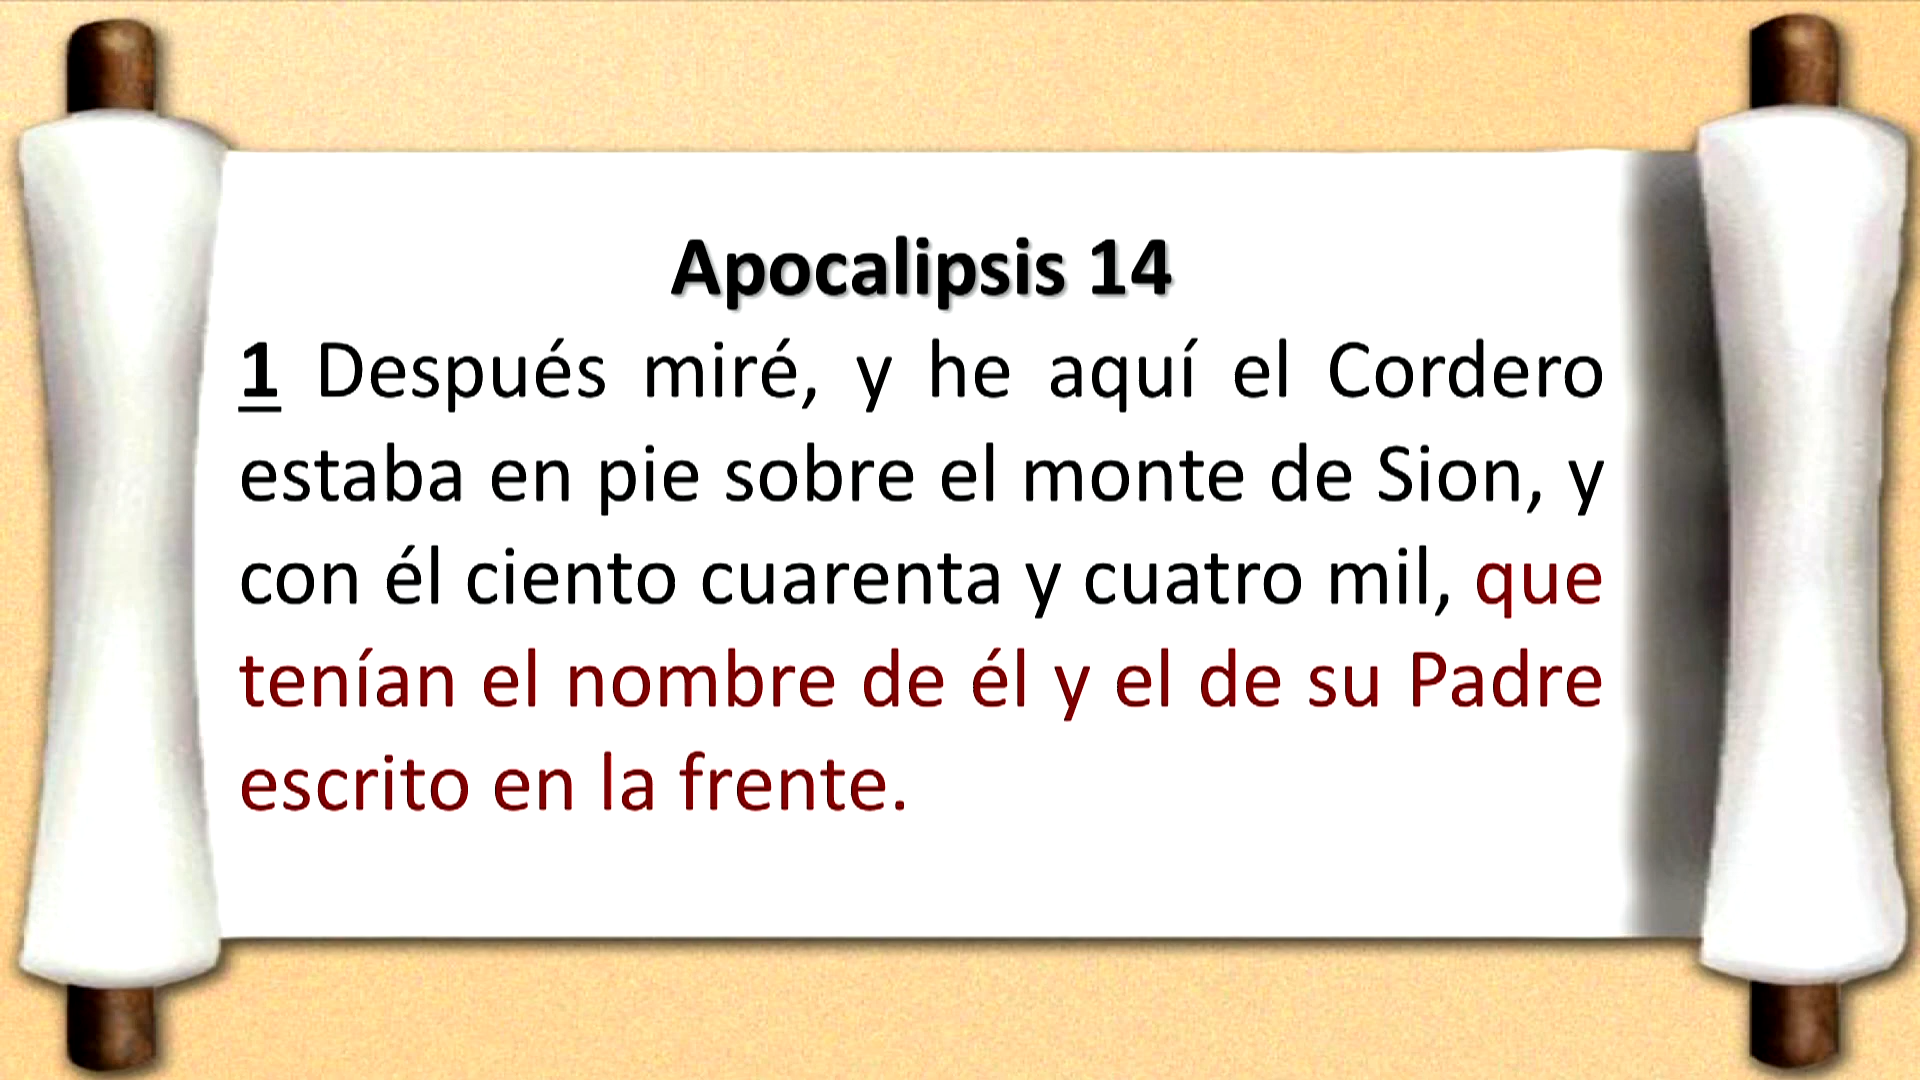 Apocalipsis 14
1 Después miré, y he aquí el Cordero
estaba en pie sobre el monte de Sion, y
con él ciento cuarenta y cuatro mil, que
tenían el nombre de él y el de su Padre
escrito en la frente.